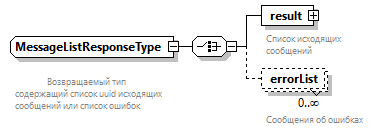 result
Список исходящих
сообщений
MessageListResponseType
Возвращаемый тип
содержащий список uuid исходящих
сообщений или список ошибок
errorList
0..∞
Сообщения об ошибках